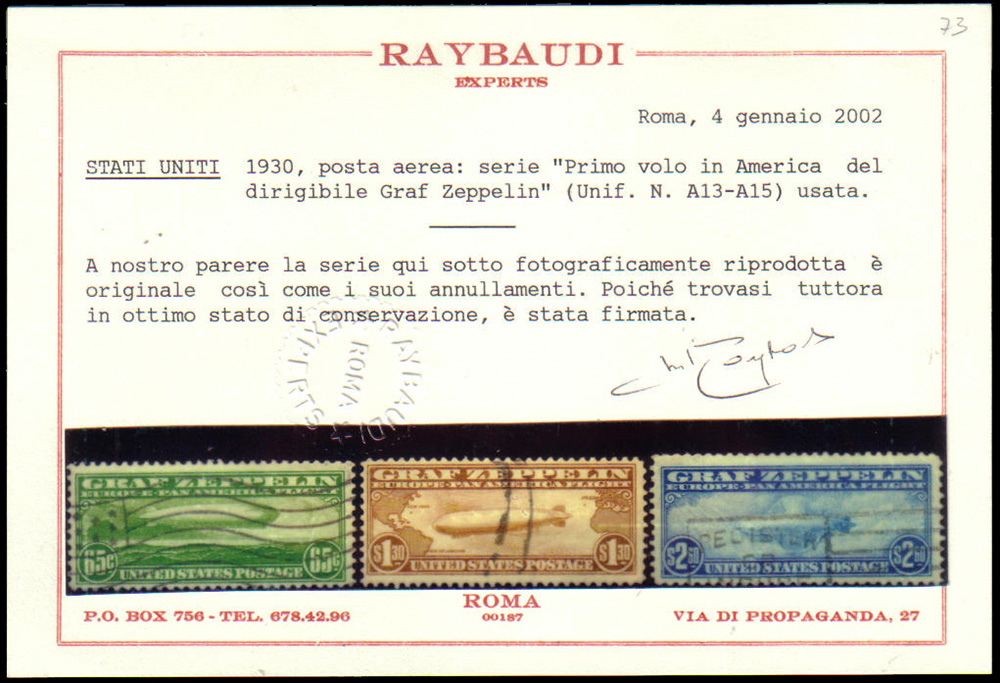 73
RAYBAUDI
EXPERTS
Roma, 4 gennaio 2002
STATI UNITI 1930, posta aerea: serie "Primo volo in America del
dirigibile Graf Zeppelin" (Unif. N. A13-A15) usata.
A nostro parere la serie qui sotto fotograficamente riprodotta è
originale così come i suoi annullamenti. Poiché trovasi tuttora
in ottimo stato di conservazione, è stata firmata.
RAYBAUDI
EXPERTS
ROMA
GRAF ZEPPELIN
EUROPE-PAN AMERICA FLIGHT
65¢ 65¢
UNITED STATES POSTAGE
GRAF ZEPPELIN
EUROPE-PAN AMERICA FLIGHT
$1.30 $1.30
UNITED STATES POSTAGE
GRAF ZEPPELIN
EUROPE-PAN AMERICA FLIGHT
$2.60 $2.60
UNITED STATES POSTAGE
P.O. BOX 756 - TEL. 678.42.96
ROMA
00187
VIA DI PROPAGANDA, 27